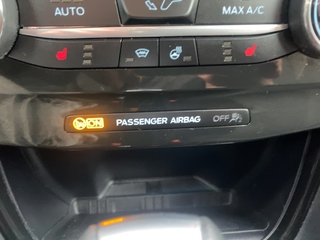 AUTO MAX A/C
ON PASSENGER AIRBAG OFF